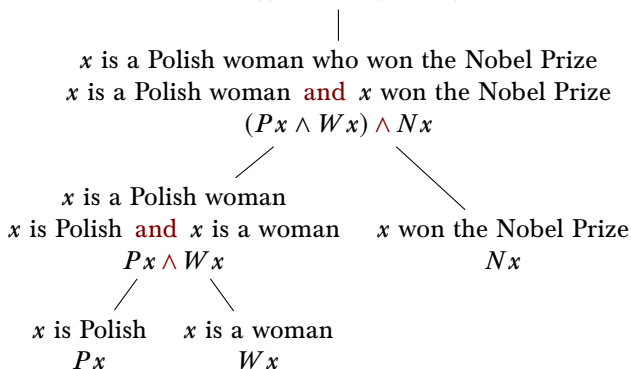 x is a Polish woman who won the Nobel Prize
x is a Polish woman and x won the Nobel Prize
(Px ∧ Wx) ∧ Nx
x is a Polish woman
x is Polish and x is a woman
Px ∧ Wx
x won the Nobel Prize
Nx
x is Polish
Px
x is a woman
Wx